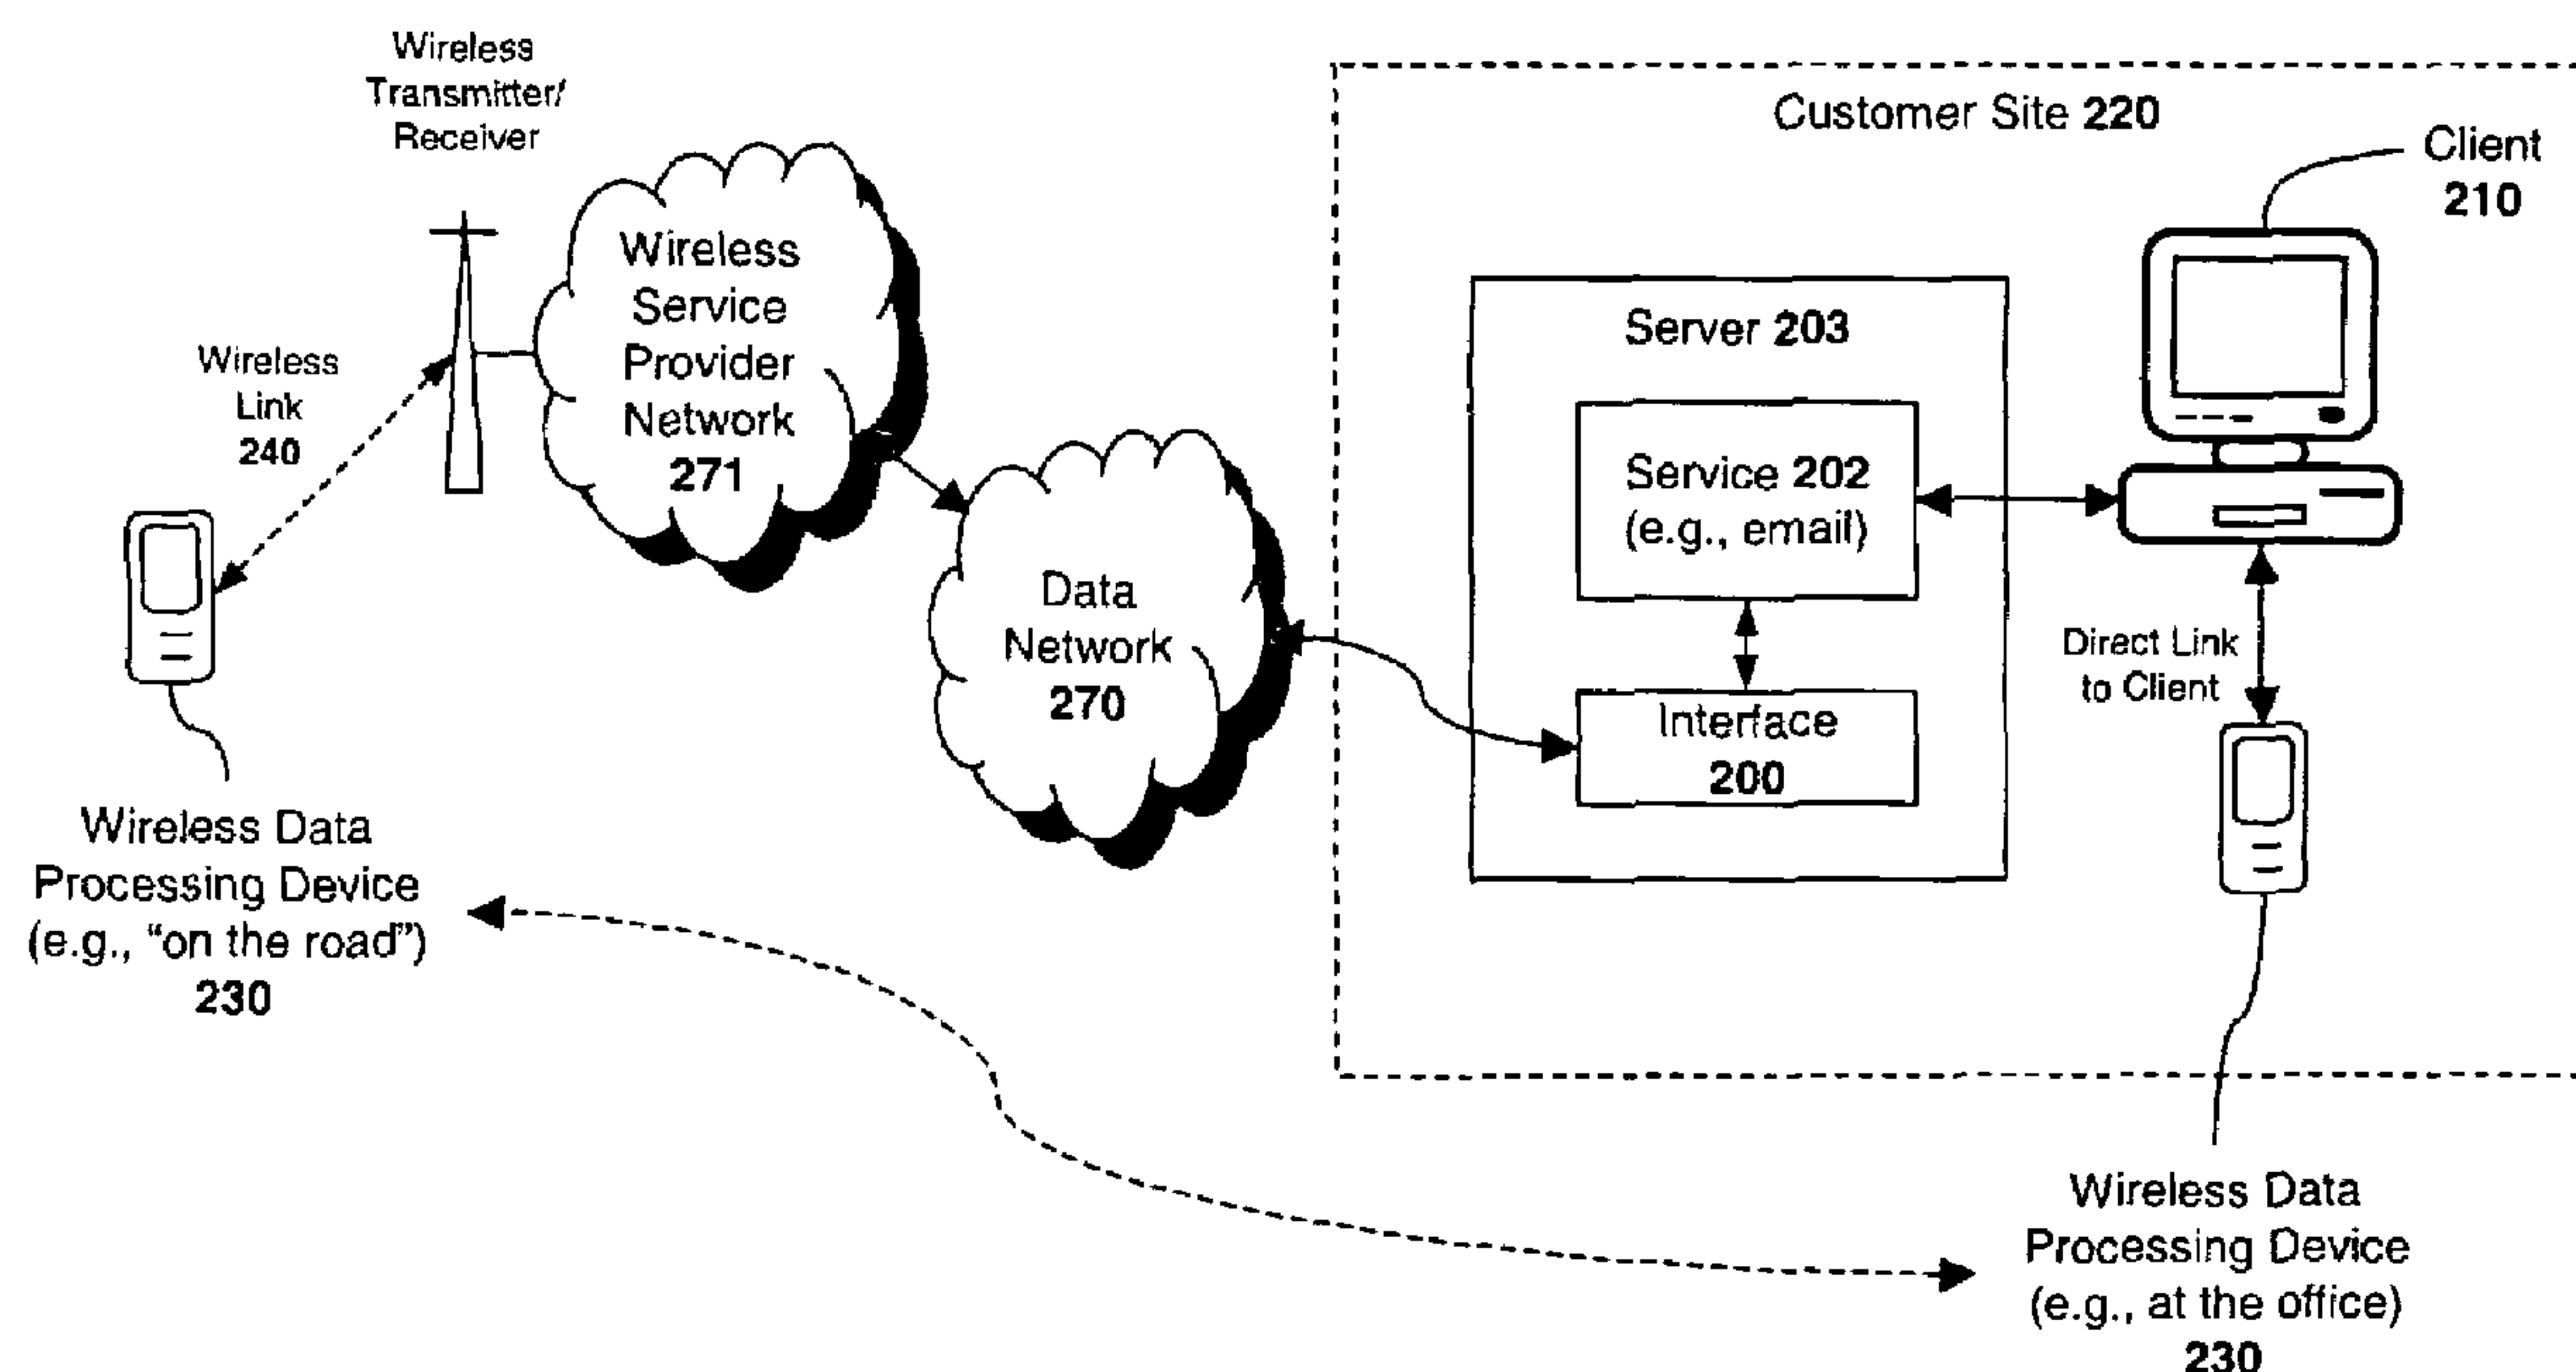 Wireless
Transmitter/
Receiver
Wireless
Service
Provider
Network
271
Wireless
Link
240
Data
Network
270
Wireless Data
Processing Device
(e.g., “on the road”)
230
Customer Site 220
Client
210
Server 203
Service 202
(e.g., email)
Interface
200
Direct Link
to Client
Wireless Data
Processing Device
(e.g., at the office)
230